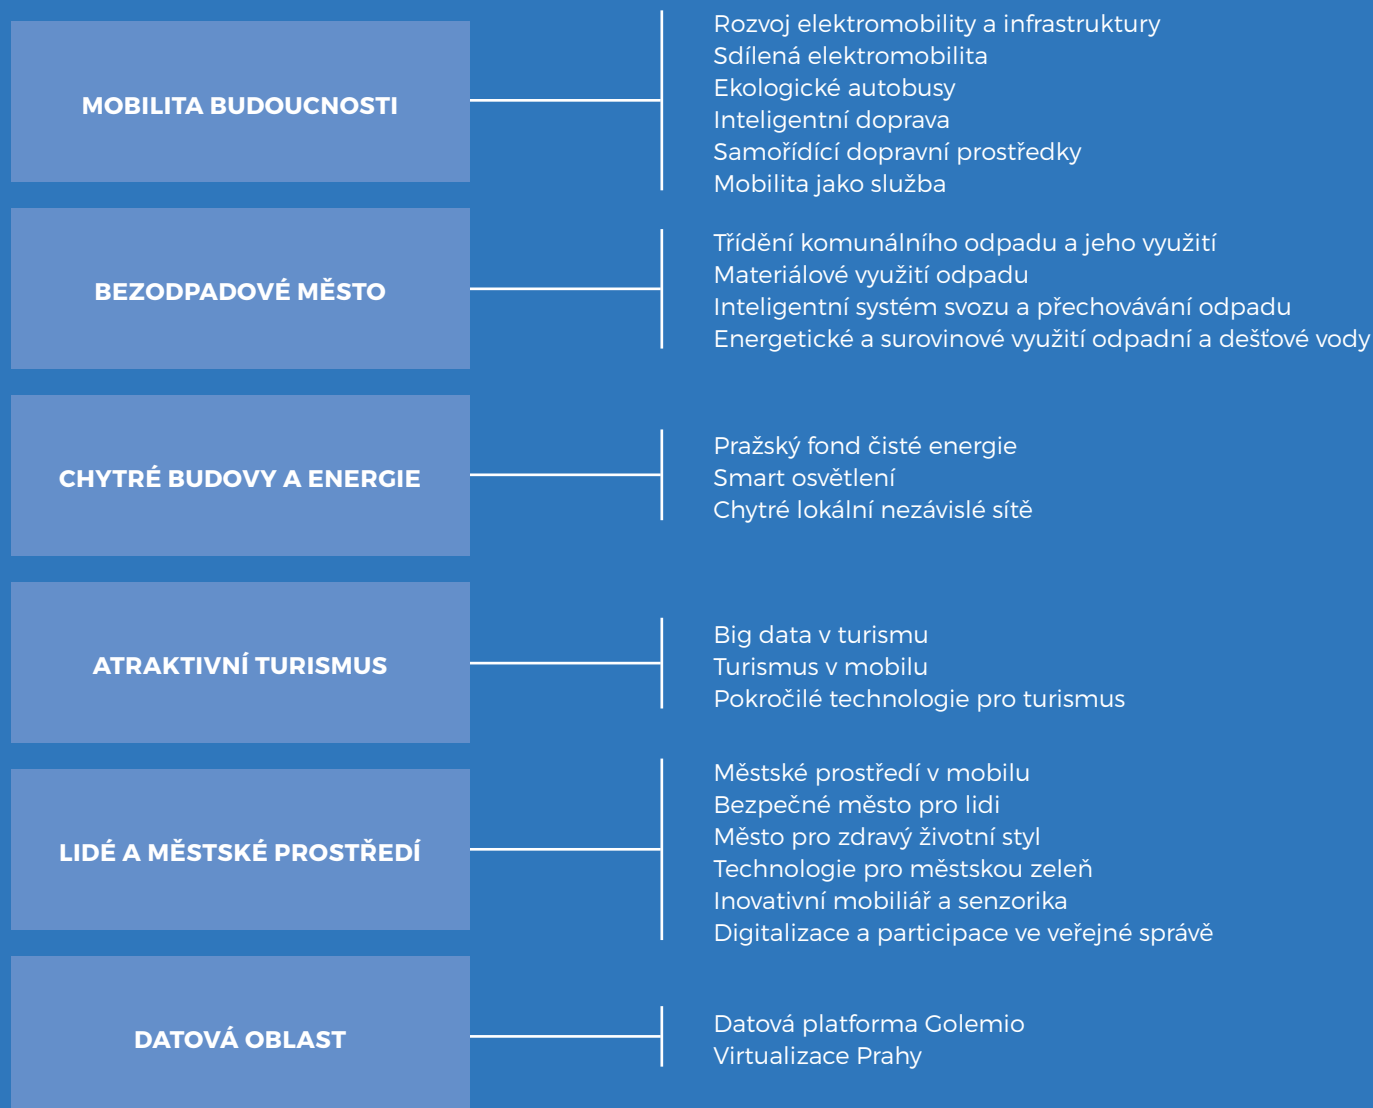 MOBILITA BUDOUCNOSTI
Rozvoj elektromobility a infrastruktury
Sdílená elektromobilita
Ekologické autobusy
Inteligentní doprava
Samořídící dopravní prostředky
Mobilita jako služba
BEZODPADOVÉ MĚSTO
Třídění komunálního odpadu a jeho využití
Materiálové využití odpadu
Inteligentní systém svozu a přechovávání odpadu
Energetické a surovinové využití odpadní a dešťové vody
CHYTRÉ BUDOVY A ENERGIE
Pražský fond čisté energie
Smart osvětlení
Chytré lokální nezávislé sítě
ATRAKTIVNÍ TURISMUS
Big data v turismu
Turismus v mobilu
Pokročilé technologie pro turismus
LIDÉ A MĚSTSKÉ PROSTŘEDÍ
Městské prostředí v mobilu
Bezpečné město pro lidi
Město pro zdravý životní styl
Technologie pro městskou zeleň
Inovativní mobiliář a senzorika
Digitalizace a participace ve veřejné správě
DATOVÁ OBLAST
Datová platforma Golemio
Virtualizace Prahy